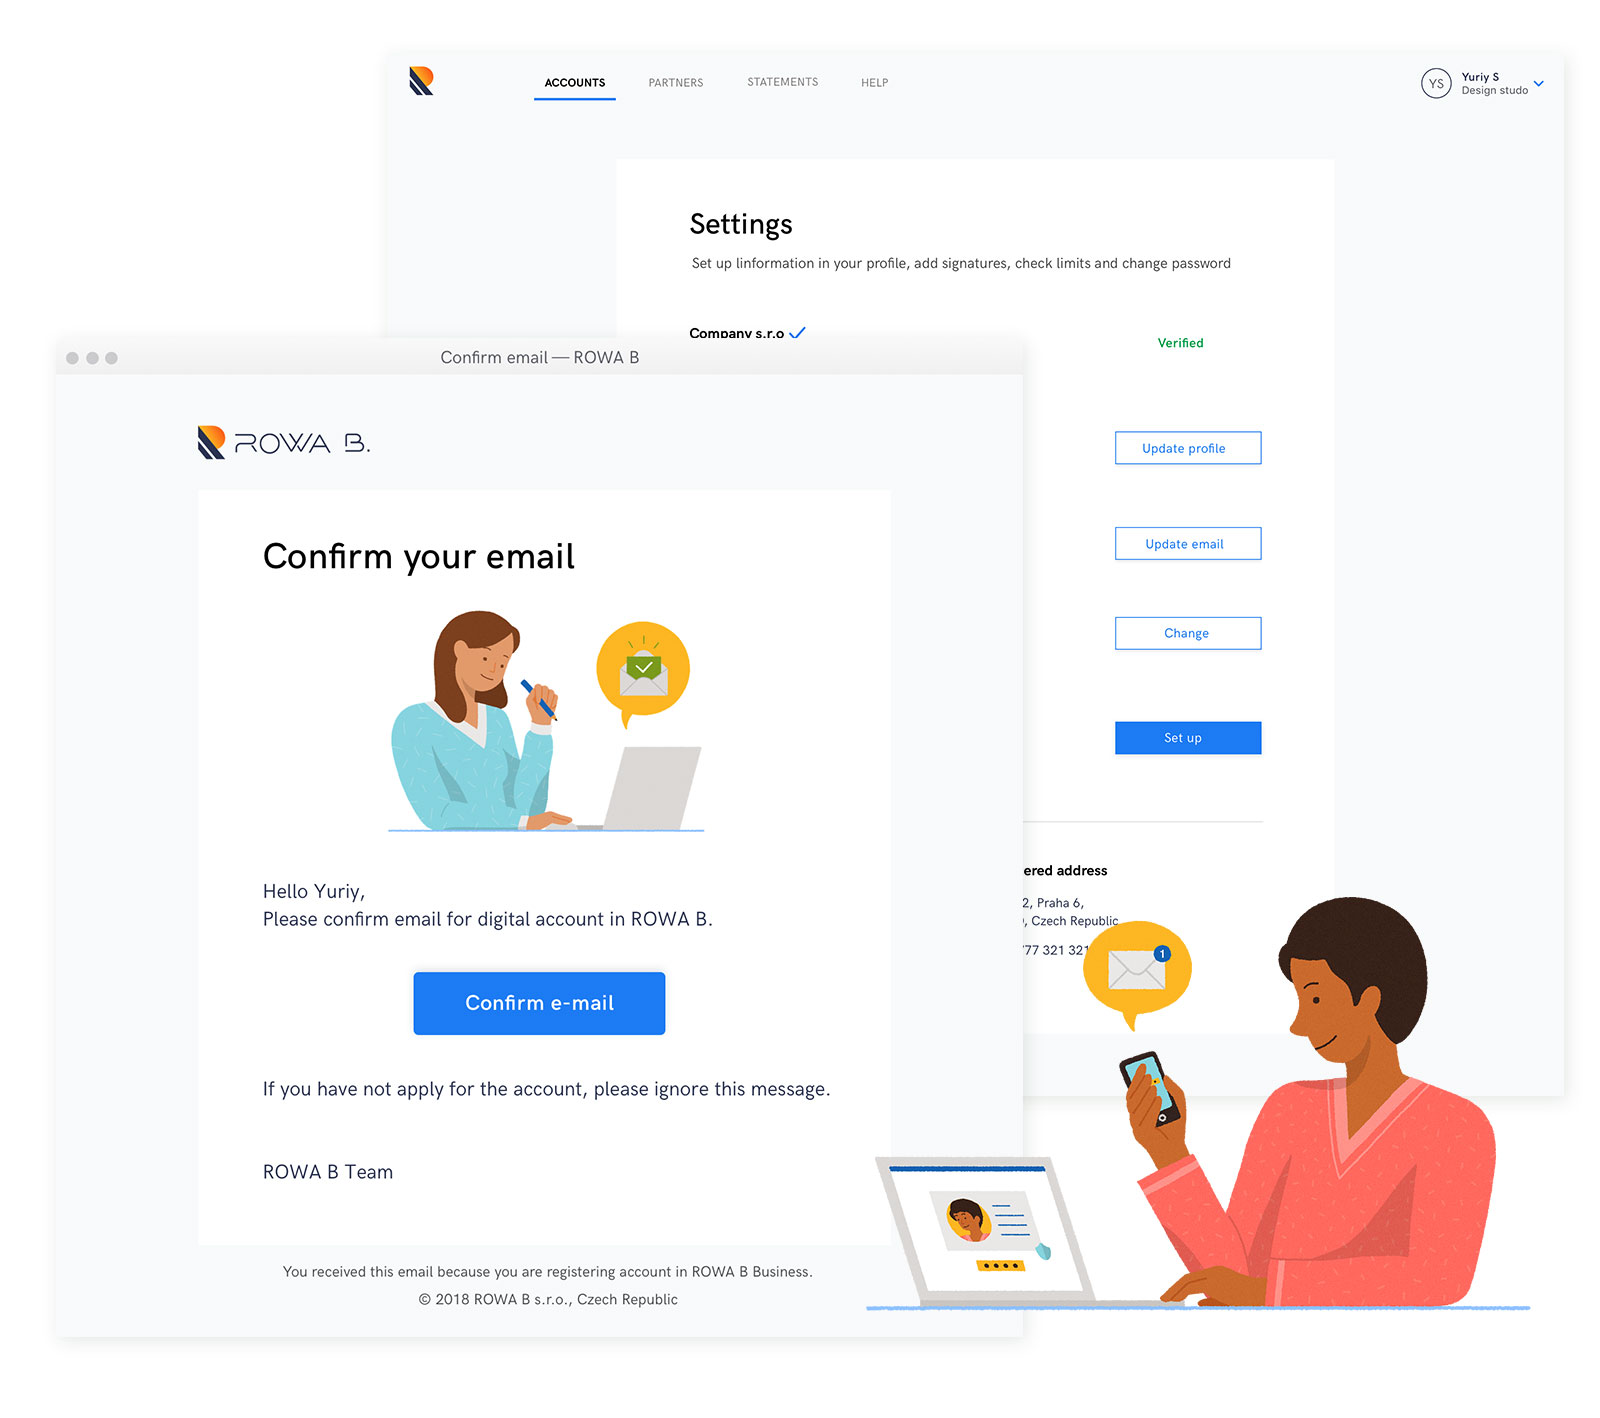 ACCOUNTS
PARTNERS
STATEMENTS
HELP
YS
Yuriy S
Design studo
Settings
Set up linformation in your profile, add signatures, check limits and change password
Company s.r.o
Verified
Update profile
Update email
Change
Set up
ered address
2, Praha 6,
, Czech Republic
77 321 321
1
Confirm email — ROWA B
ROWA B.
Confirm your email
Hello Yuriy,
Please confirm email for digital account in ROWA B.
Confirm e-mail
If you have not apply for the account, please ignore this message.
ROWA B Team
You received this email because you are registering account in ROWA B Business.
© 2018 ROWA B s.r.o., Czech Republic